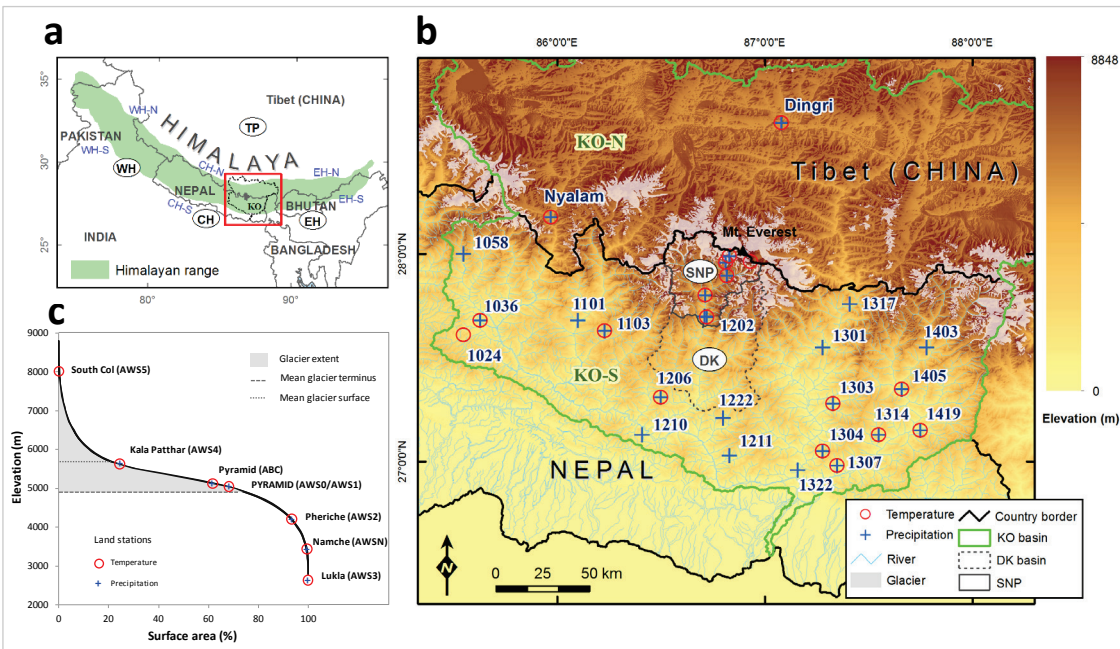 a
35°
30°
25°
80°
90°
Tibet (CHINA)
HIMALAYA
TP
WH-N
PAKISTAN
WH-S
WH
CH-N
EH-N
NEPAL
KO
BHUTAN
EH-S
CH-S
CH
EH
INDIA
BANGLADESH
Himalayan range
b
86°0'0"E
87°0'0"E
88°0'0"E
28°0'0"N
27°0'0"N
Dingri
KO-N
Tibet (CHINA)
Nyalam
Mt. Everest
1058
SNP
1036
1101
1103
1202
1317
1301
1403
1024
KO-S
DK
1206
1222
1303
1405
1210
1211
1304
1314
1419
1307
1322
NEPAL
N
0 25 50 km
8848
0
Elevation (m)
Temperature
Precipitation
River
Glacier
Country border
KO basin
DK basin
SNP
c
9000
8000
7000
6000
5000
4000
3000
2000
Elevation (m)
South Col (AWS5)
Glacier extent
Mean glacier terminus
Mean glacier surface
Kala Patthar (AWS4)
Pyramid (ABC)
PYRAMID (AWS0/AWS1)
Pheriche (AWS2)
Namche (AWSN)
Lukla (AWS3)
Land stations
Temperature
Precipitation
0 20 40 60 80 100 120
Surface area (%)